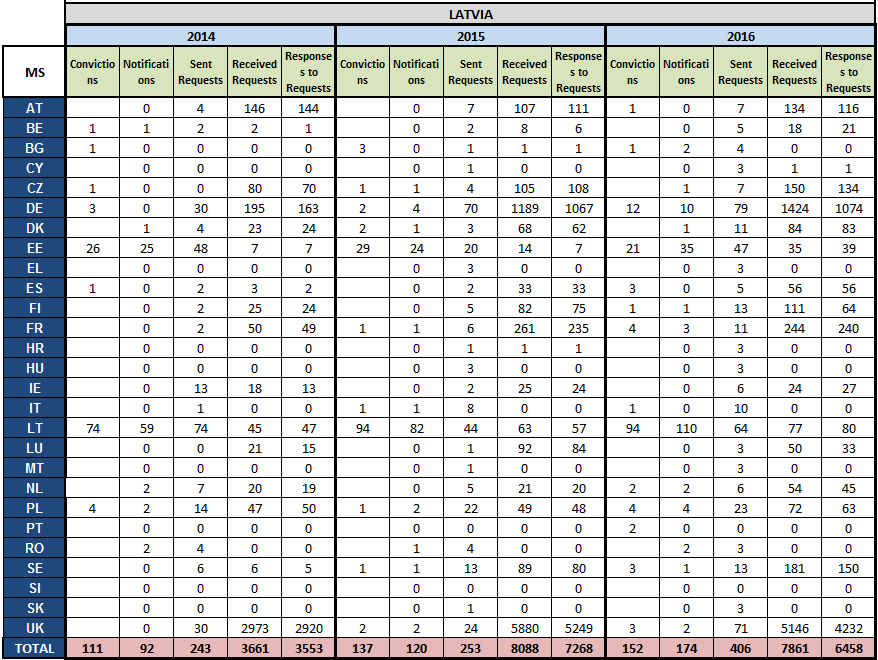 LATVIA
2014 2015 2016
MS Convictio ns Notificati ons Sent Requests Received Requests Response s to Requests Convictio ns Notificati ons Sent Requests Received Requests Response s to Requests Convictio ns Notificati ons Sent Requests Received Requests Response s to Requests
AT 0 4 146 144 0 7 107 111 1 0 7 134 116
BE 1 1 2 2 1 0 2 8 6 0 5 18 21
BG 1 0 0 0 0 3 0 1 1 1 1 2 4 0 0
CY 0 0 0 0 0 1 0 0 0 3 1 1
CZ 1 0 0 80 70 1 1 4 105 108 1 7 150 134
DE 3 0 30 195 163 2 4 70 1189 1067 12 10 79 1424 1074
DK 1 4 23 24 2 1 3 68 62 1 11 84 83
EE 26 25 48 7 7 29 24 20 14 7 21 35 47 35 39
EL 0 0 0 0 0 3 0 0 0 3 0 0
ES 1 0 2 3 2 0 2 33 33 3 0 5 56 56
FI 0 2 25 24 0 5 82 75 1 1 13 111 64
FR 0 2 50 49 1 1 6 261 235 4 3 11 244 240
HR 0 0 0 0 0 1 1 1 0 3 0 0
HU 0 0 0 0 0 3 0 0 0 3 0 0
IE 0 13 18 13 0 2 25 24 0 6 24 27
IT 0 1 0 0 1 1 8 0 0 1 0 10 0 0
LT 74 59 74 45 47 94 82 44 63 57 94 110 64 77 80
LU 0 0 21 15 0 1 92 84 0 3 50 33
MT 0 0 0 0 0 1 0 0 0 3 0 0
NL 2 7 20 19 0 5 21 20 2 2 6 54 45
PL 4 2 14 47 50 1 2 22 49 48 4 4 23 72 63
PT 0 0 0 0 0 0 0 0 2 0 0 0 0
RO 2 4 0 0 1 4 0 0 2 3 0 0
SE 0 6 6 5 1 1 13 89 80 3 1 13 181 150
SI 0 0 0 0 0 0 0 0 0 0 0 0
SK 0 0 0 0 0 1 0 0 0 3 0 0
UK 0 30 2973 2920 2 2 24 5880 5249 3 2 71 5146 4232
TOTAL 111 92 243 3661 3553 137 120 253 8088 7268 152 174 406 7861 6458